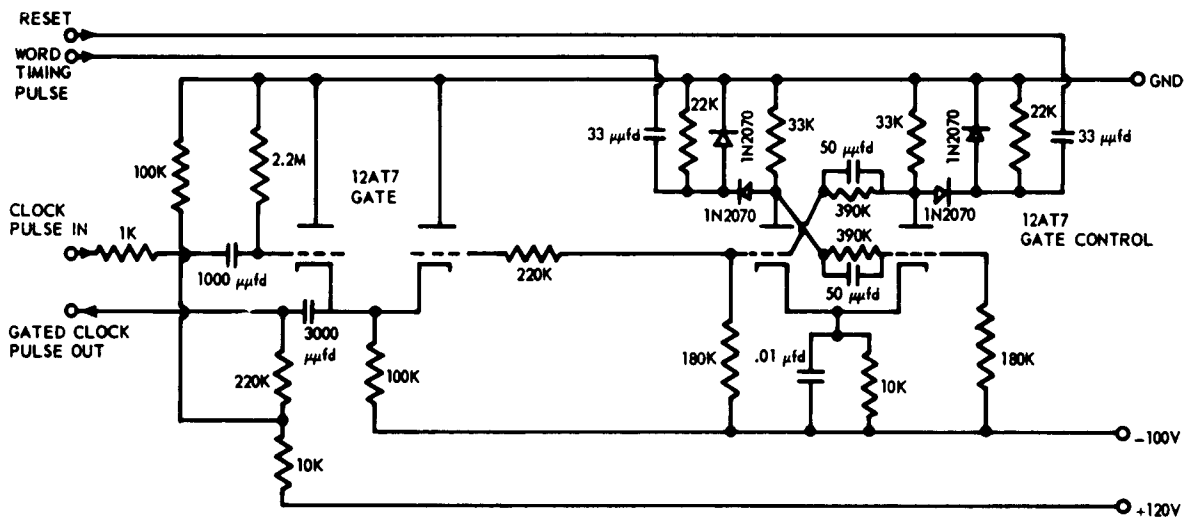 RESET
WORD
TIMING
PULSE
GND
22K
1N2070
33K
33K
1N2070
22K
33 μμfd
50 μμfd
33 μμfd
100K
2.2M
12AT7
GATE
1N2070
390K
1N2070
12AT7
GATE CONTROL
CLOCK
PULSE IN
1K
390K
1000 μμfd
220K
50 μμfd
GATED CLOCK
PULSE OUT
3000
μμfd
220K
100K
180K
.01 μfd
10K
180K
-100V
10K
+120V